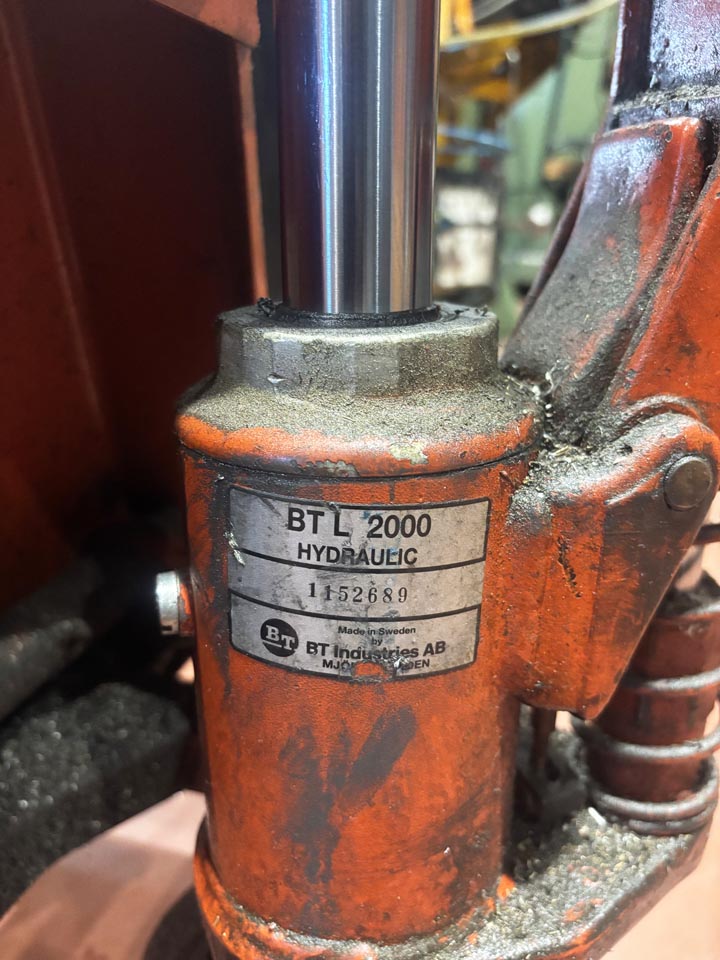 BT L 2000
HYDRAULIC
1152689
Made in Sweden
by
BT
BT Industries AB